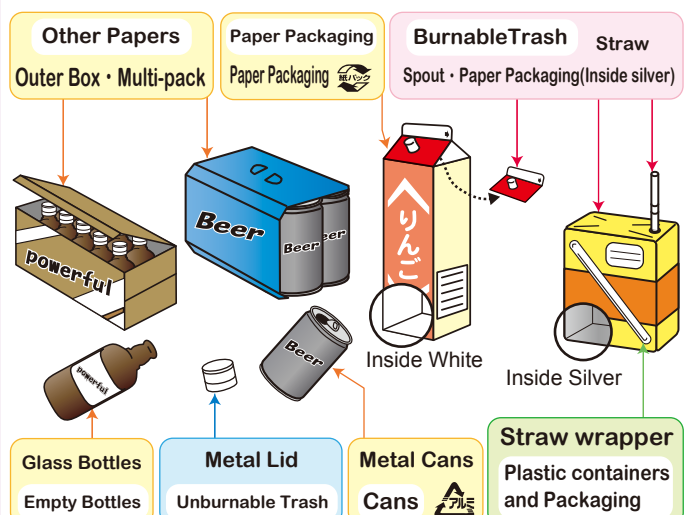 Other Papers
Outer Box・Multi-pack
Paper Packaging
Paper Packaging 紙パック
BurnableTrash Straw
Spout・Paper Packaging(Inside silver)
powerful
Beer
Beer
Beer
りんご
Inside White
Inside Silver
powerful
Beer
Glass Bottles
Empty Bottles
Metal Lid
Unburnable Trash
Metal Cans
Cans アルミ
Straw wrapper
Plastic containers
and Packaging